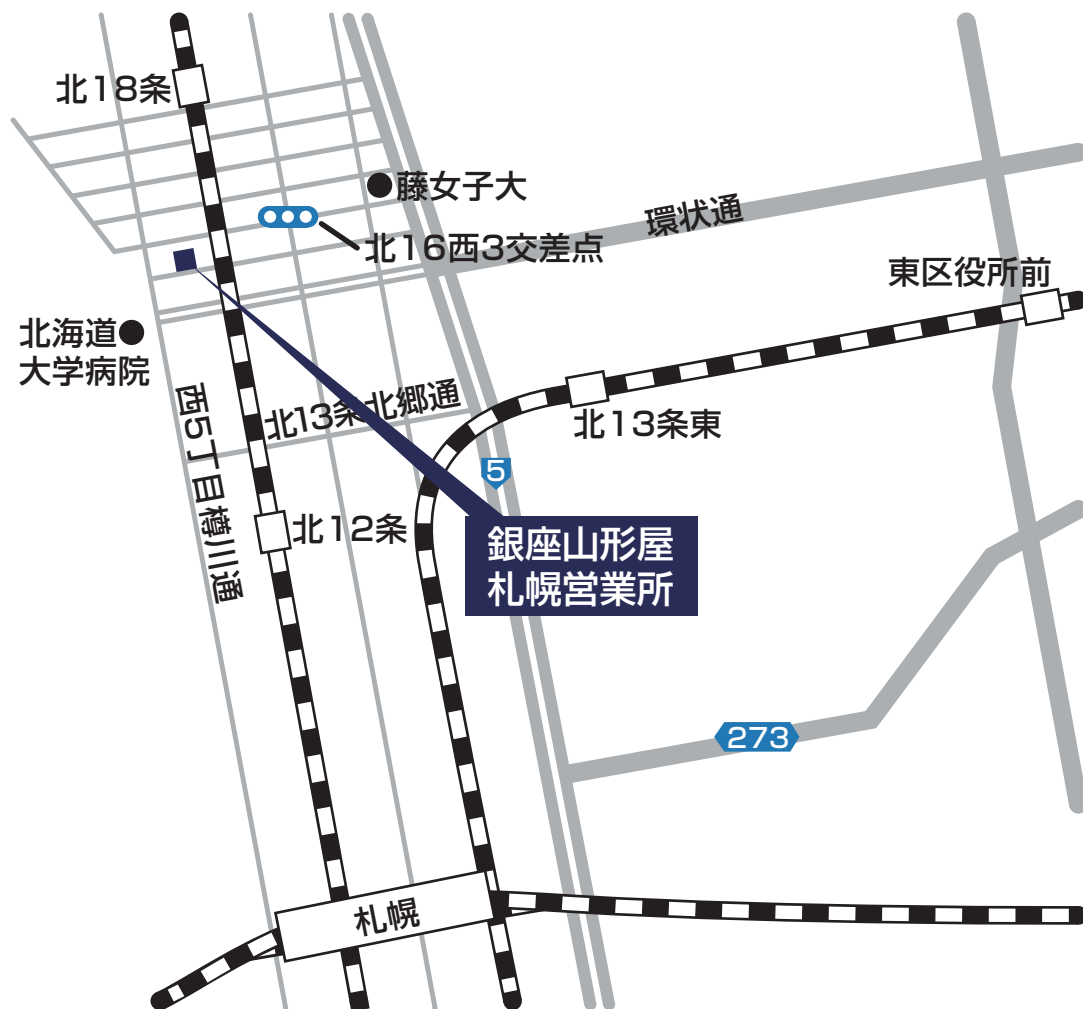 北18条
藤女子大
環状通
北16西3交差点
東区役所前
北海道
大学病院
西5丁目樽川通
北13条北郷通
北13条東
5
北12条
銀座山形屋
札幌営業所
273
札幌